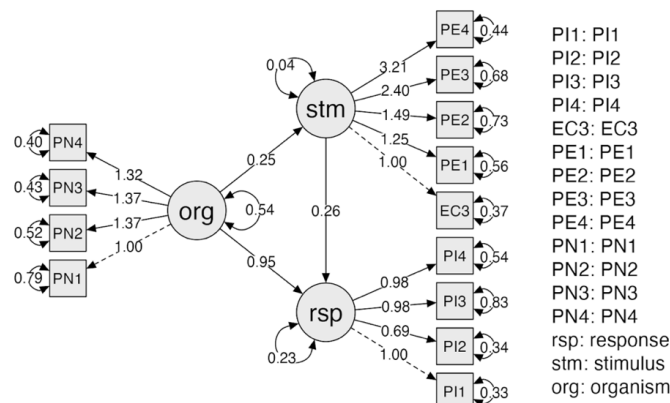 PE4
0.44
PE3
0.68
PE2
0.73
PE1
0.56
EC3
0.37
0.04
stm
3.21
2.40
1.49
1.25
1.00
PN4
0.40
PN3
0.43
PN2
0.52
PN1
0.79
1.32
1.37
1.37
1.00
org
0.54
0.25
0.95
0.26
rsp
0.23
0.98
0.98
0.69
1.00
PI4
0.54
PI3
0.83
PI2
0.34
PI1
0.33
PI1: PI1
PI2: PI2
PI3: PI3
PI4: PI4
EC3: EC3
PE1: PE1
PE2: PE2
PE3: PE3
PE4: PE4
PN1: PN1
PN2: PN2
PN3: PN3
PN4: PN4
rsp: response
stm: stimulus
org: organism